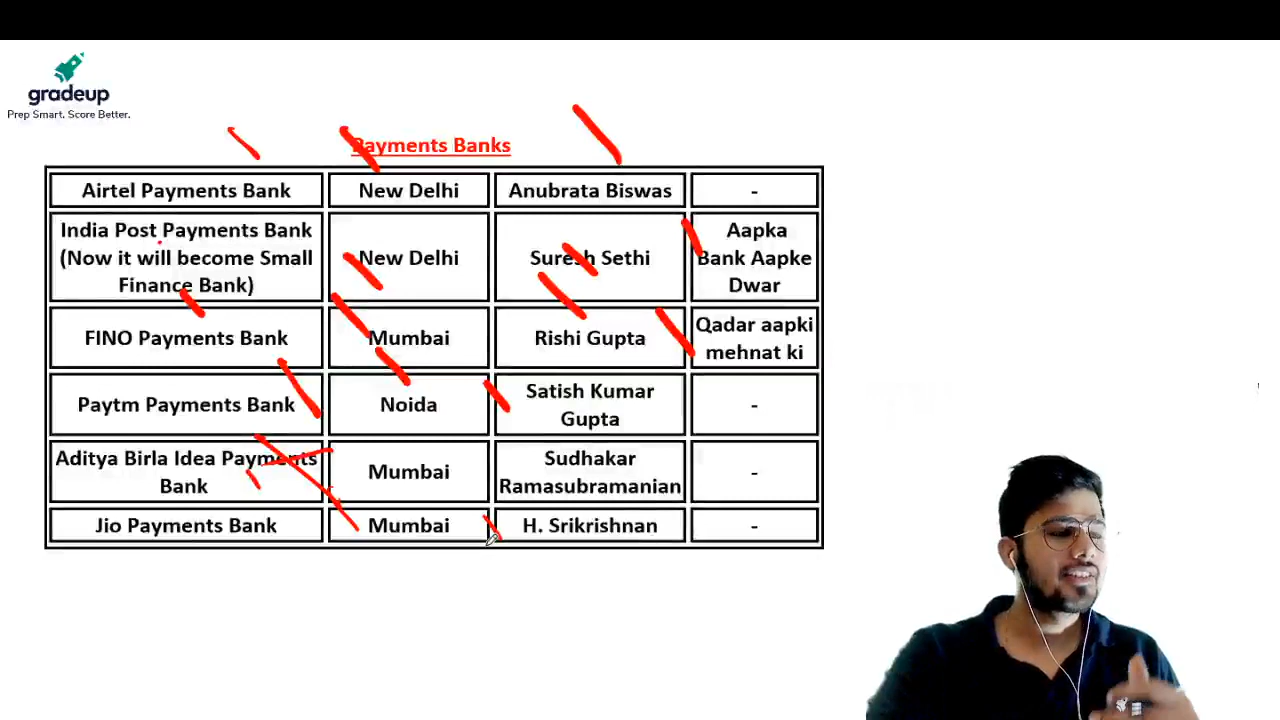 gradeup
Prep Smart. Score Better.
Payments Banks
Airtel Payments Bank
New Delhi
Anubrata Biswas
-
India Post Payments Bank
(Now it will become Small
Finance Bank)
New Delhi
Suresh Sethi
Aapka
Bank Aapke
Dwar
FINO Payments Bank
Mumbai
Rishi Gupta
Qadar aapki
mehnat ki
Paytm Payments Bank
Noida
Satish Kumar
Gupta
-
Aditya Birla Idea Payments
Bank
Mumbai
Sudhakar
Ramasubramanian
-
Jio Payments Bank
Mumbai
H. Srikrishnan
-